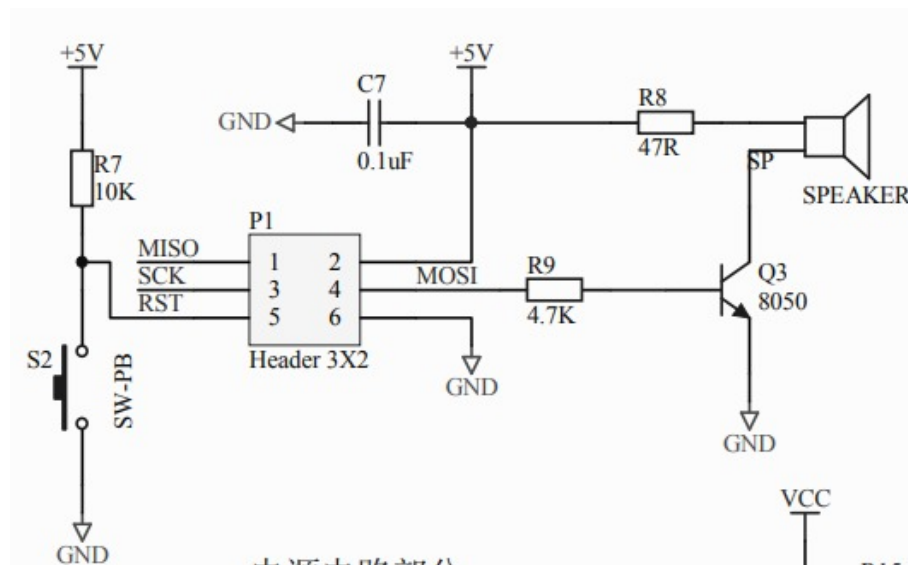 +5V
+5V
C7
GND
0.1uF
R8
47R
SP
SPEAKER
R7
10K
P1
MISO
1
2
SCK
3
4
MOSI
RST
5
6
Header 3X2
R9
4.7K
Q3
8050
S2
SW-PB
GND
GND
GND
VCC